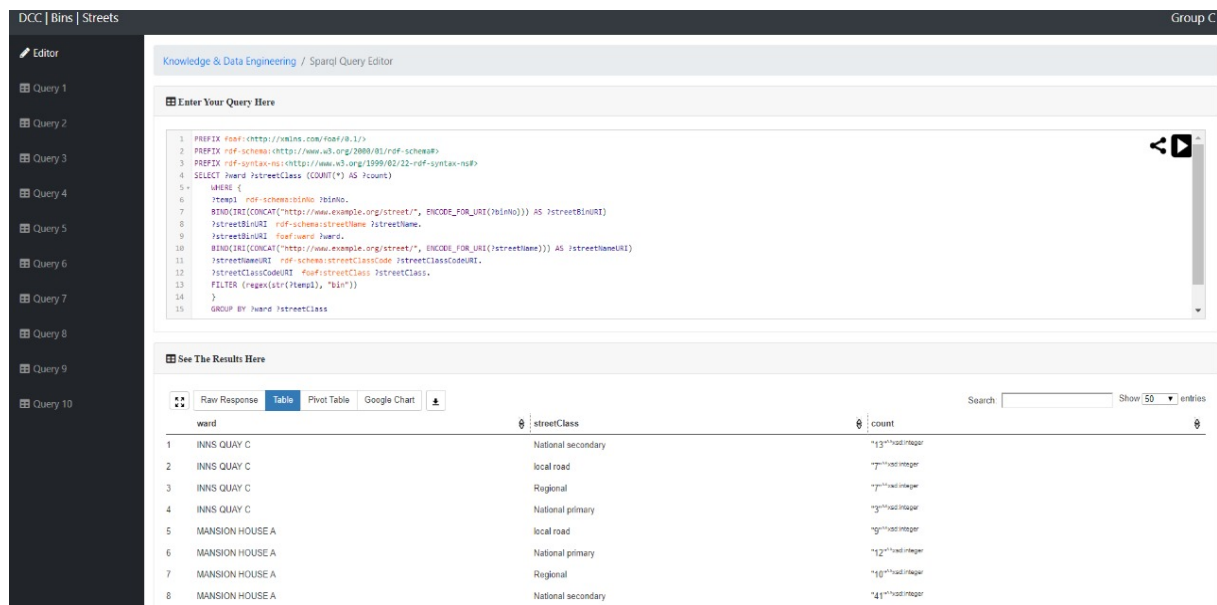 DCC | Bins | Streets
Group C
Editor
Knowledge & Data Engineering / Sparql Query Editor
Query 1
Enter Your Query Here
Query 2
Query 3
Query 4
Query 5
Query 6
Query 7
Query 8
Query 9
Query 10
1 PREFIX foaf:<http://xmlns.com/foaf/0.1/>
2 PREFIX rdf-schema:<http://www.w3.org/2000/01/rdf-schema#>
3 PREFIX rdf-syntax-ns:<http://www.w3.org/1999/02/22-rdf-syntax-ns#>
4 SELECT ?ward ?streetClass (COUNT(*) AS ?count)
5 WHERE {
6 ?temp1 rdf-schema:binNo ?binNo.
7 BIND(IRI(CONCAT("http://www.example.org/street/", ENCODE_FOR_URI(?binNo))) AS ?streetBinURI)
8 ?streetBinURI rdf-schema:streetName ?streetName.
9 ?streetBinURI foaf:ward ?ward.
10 BIND(IRI(CONCAT("http://www.example.org/street/", ENCODE_FOR_URI(?streetName))) AS ?streetNameURI)
11 ?streetNameURI rdf-schema:streetClassCode ?streetClassCodeURI.
12 ?streetClassCodeURI foaf:streetClass ?streetClass.
13 FILTER (regex(str(?temp1), "bin"))
14 }
15 GROUP BY ?ward ?streetClass
See The Results Here
Raw Response Table Pivot Table Google Chart
Search: Show 50 entries
ward streetClass count
1 INNS QUAY C National secondary "13"^^xsd:integer
2 INNS QUAY C local road "7"^^xsd:integer
3 INNS QUAY C Regional "7"^^xsd:integer
4 INNS QUAY C National primary "3"^^xsd:integer
5 MANSION HOUSE A local road "9"^^xsd:integer
6 MANSION HOUSE A National primary "12"^^xsd:integer
7 MANSION HOUSE A Regional "10"^^xsd:integer
8 MANSION HOUSE A National secondary "41"^^xsd:integer